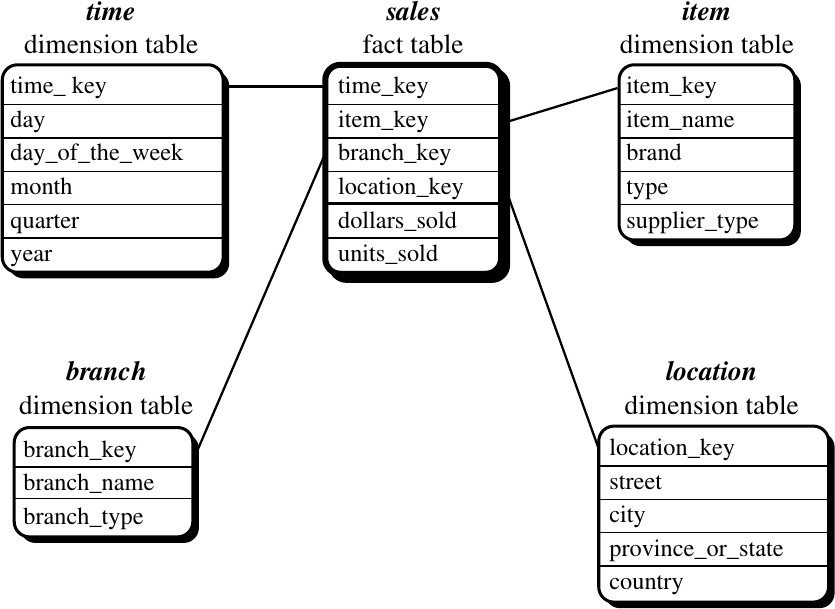 time
dimension table
time_ key
day
day_of_the_week
month
quarter
year
sales
fact table
time_key
item_key
branch_key
location_key
dollars_sold
units_sold
item
dimension table
item_key
item_name
brand
type
supplier_type
branch
dimension table
branch_key
branch_name
branch_type
location
dimension table
location_key
street
city
province_or_state
country